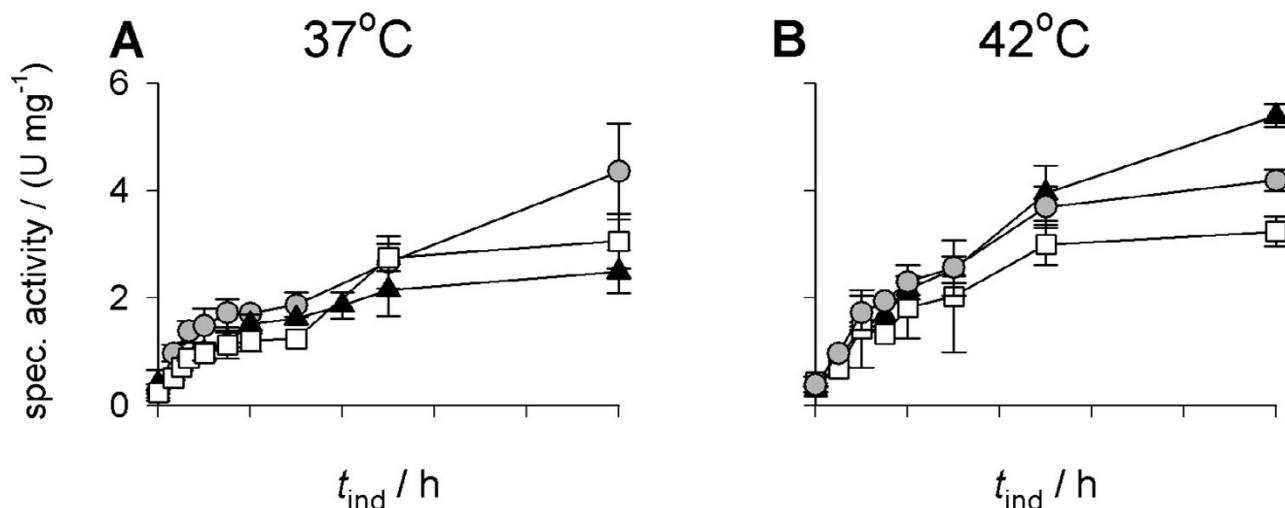 A 37°C
B 42°C
spec. activity / (U mg⁻¹)
6
4
2
0
t_ind / h
t_ind / h